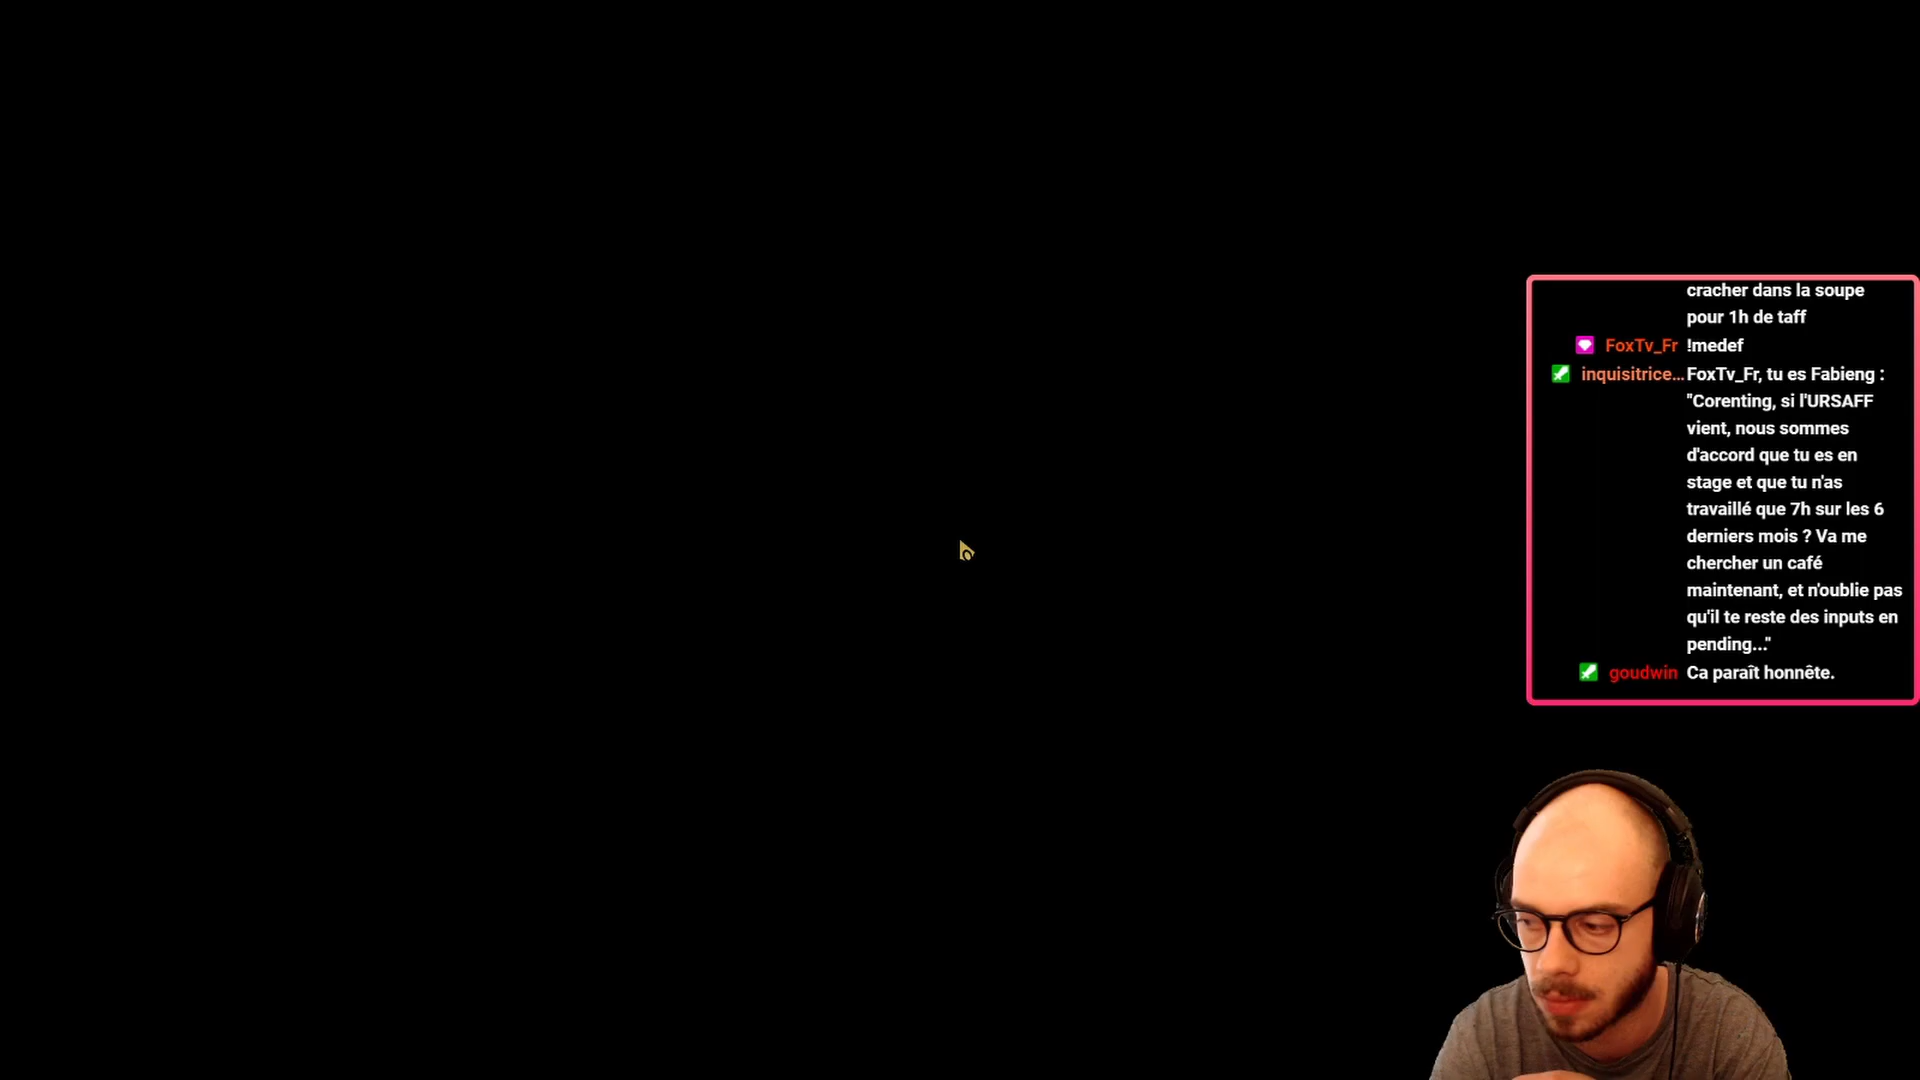 cracher dans la soupe
pour 1h de taff
FoxTv_Fr !medef
inquisitrice... FoxTv_Fr, tu es Fabieng :
"Corenting, si l'URSAFF
vient, nous sommes
d'accord que tu es en
stage et que tu n'as
travaillé que 7h sur les 6
derniers mois ? Va me
chercher un café
maintenant, et n'oublie pas
qu'il te reste des inputs en
pending..."
goudwin Ca paraît honnête.